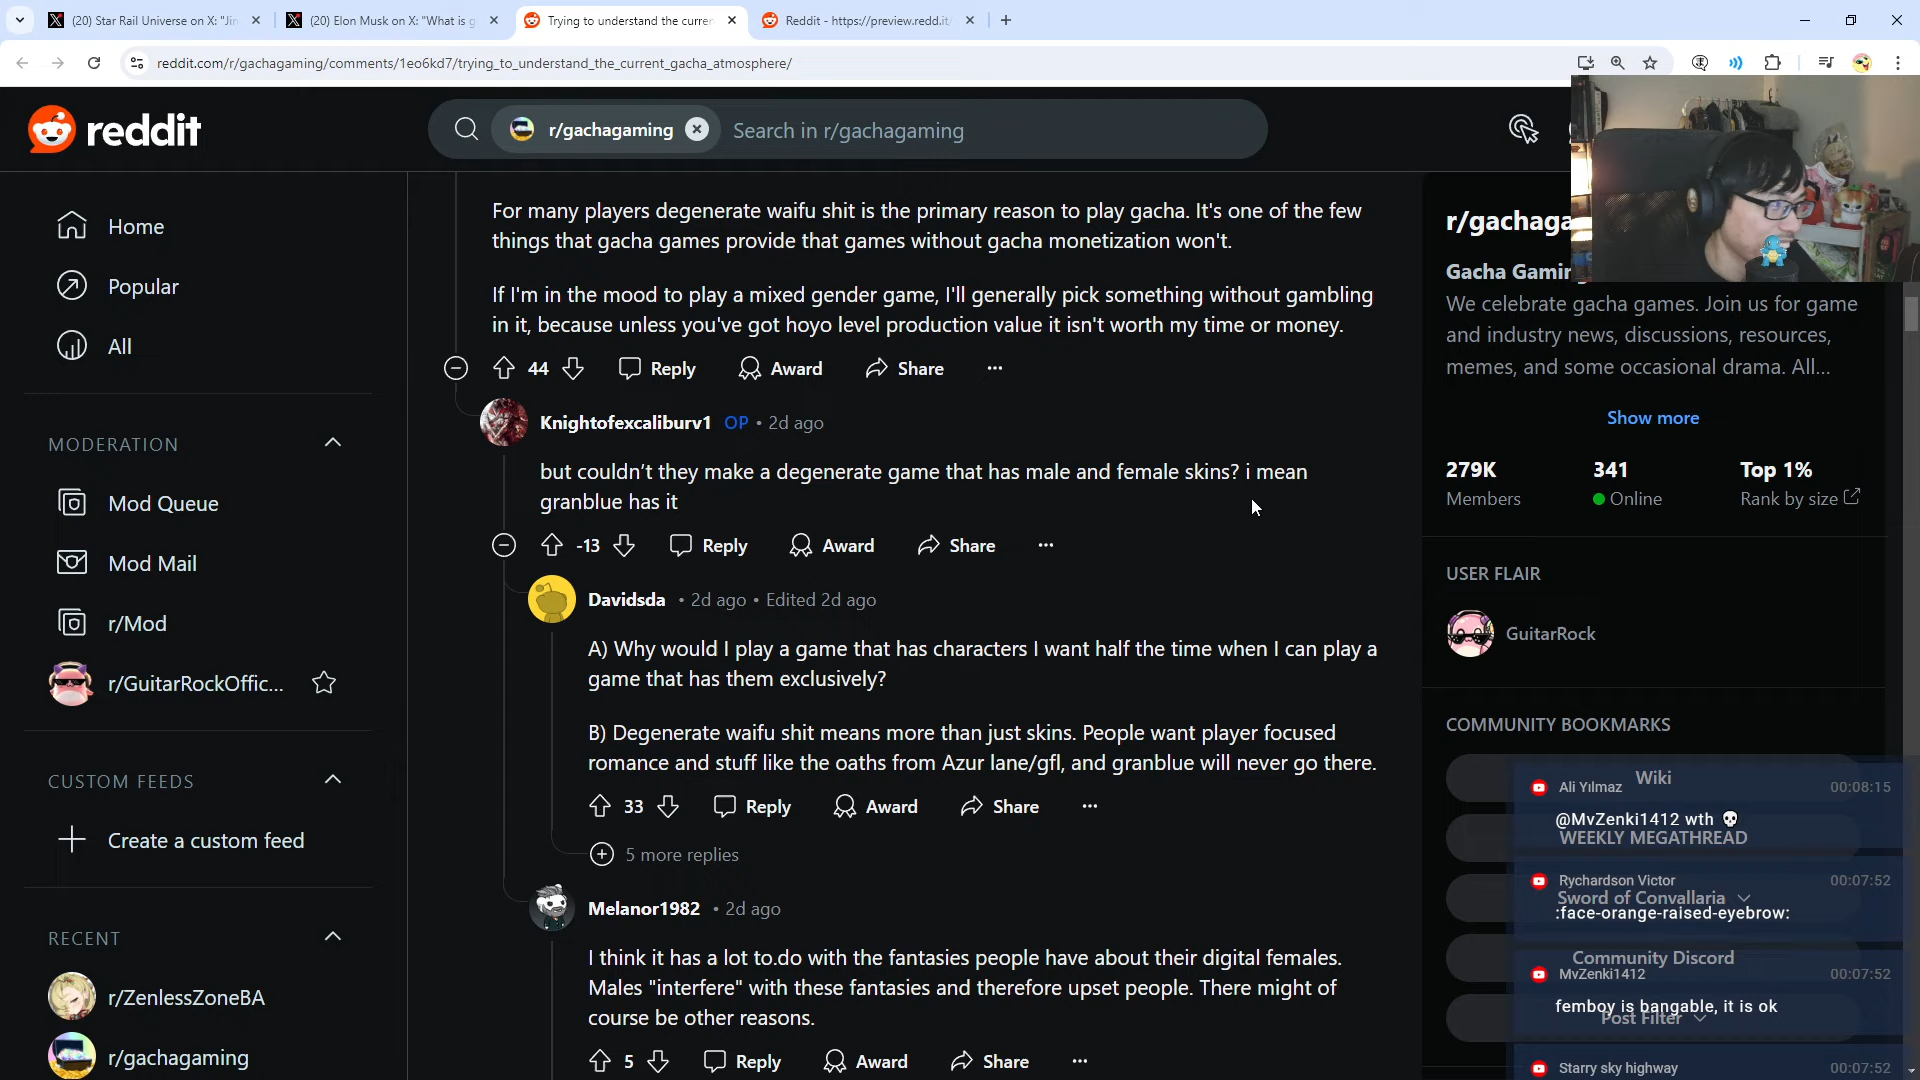 (20) Star Rail Universe on X: "Jin
(20) Elon Musk on X: "What is g
Trying to understand the curren
Reddit - https://preview.redd.it/
reddit.com/r/gachagaming/comments/1eo6kd7/trying_to_understand_the_current_gacha_atmosphere/
reddit
r/gachagaming
Search in r/gachagaming
Home
Popular
All
MODERATION
Mod Queue
Mod Mail
r/Mod
r/GuitarRockOffic...
CUSTOM FEEDS
Create a custom feed
RECENT
r/ZenlessZoneBA
r/gachagaming
For many players degenerate waifu shit is the primary reason to play gacha. It's one of the few
things that gacha games provide that games without gacha monetization won't.
If I'm in the mood to play a mixed gender game, I'll generally pick something without gambling
in it, because unless you've got hoyo level production value it isn't worth my time or money.
44 Reply Award Share ...
Knightofexcaliburv1 OP • 2d ago
but couldn't they make a degenerate game that has male and female skins? i mean
granblue has it
-13 Reply Award Share ...
Davidsda • 2d ago • Edited 2d ago
A) Why would I play a game that has characters I want half the time when I can play a
game that has them exclusively?
B) Degenerate waifu shit means more than just skins. People want player focused
romance and stuff like the oaths from Azur lane/gfl, and granblue will never go there.
33 Reply Award Share ...
5 more replies
Melanor1982 • 2d ago
I think it has a lot to.do with the fantasies people have about their digital females.
Males "interfere" with these fantasies and therefore upset people. There might of
course be other reasons.
5 Reply Award Share ...
r/gachaga
Gacha Gamin
We celebrate gacha games. Join us for game
and industry news, discussions, resources,
memes, and some occasional drama. All...
Show more
279K 341 Top 1%
Members Online Rank by size
USER FLAIR
GuitarRock
COMMUNITY BOOKMARKS
Wiki
Ali Yılmaz 00:08:15
@MvZenki1412 wth 💀
WEEKLY MEGATHREAD
Rychardson Victor 00:07:52
Sword of Convallaria
:face-orange-raised-eyebrow:
Community Discord
MvZenki1412 00:07:52
femboy is bangable, it is ok
Post Filter
Starry sky highway 00:07:52